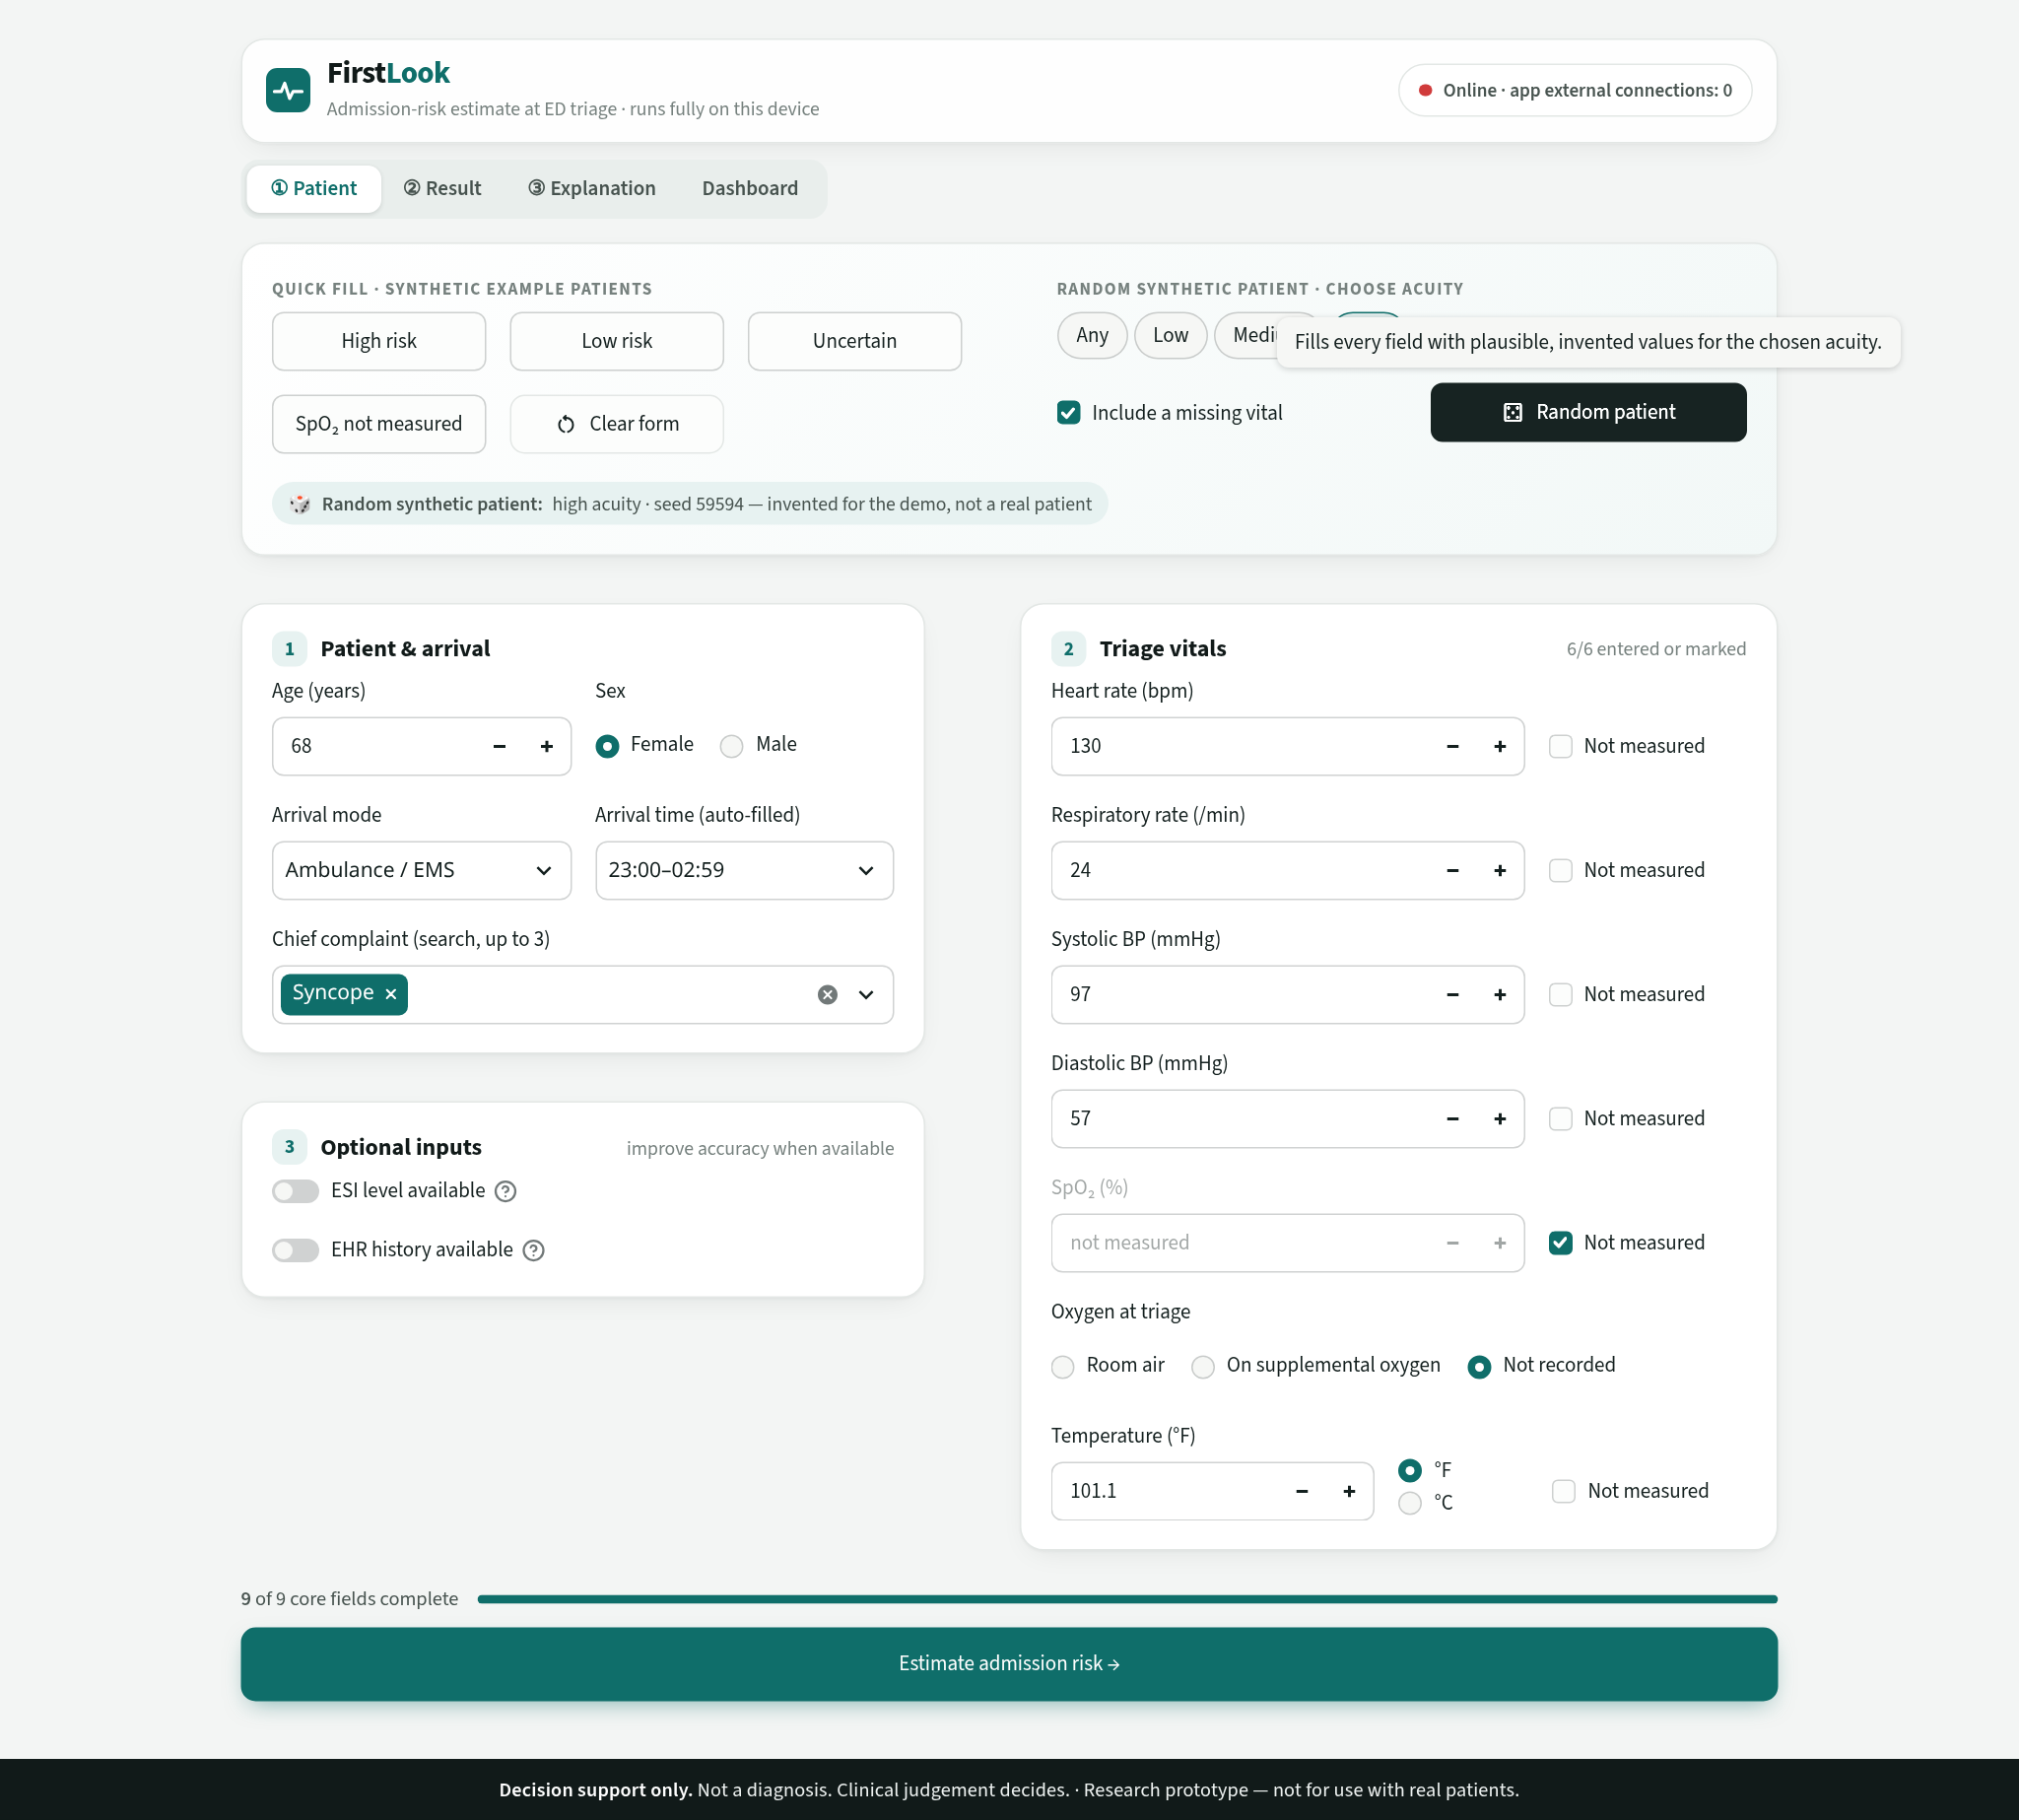 FirstLook
Admission-risk estimate at ED triage · runs fully on this device
Online · app external connections: 0
① Patient
② Result
③ Explanation
Dashboard
QUICK FILL · SYNTHETIC EXAMPLE PATIENTS
High risk
Low risk
Uncertain
SpO₂ not measured
Clear form
RANDOM SYNTHETIC PATIENT · CHOOSE ACUITY
Any
Low
Fills every field with plausible, invented values for the chosen acuity.
Include a missing vital
Random patient
Random synthetic patient: high acuity · seed 59594 — invented for the demo, not a real patient
1 Patient & arrival
Age (years)
Sex
68
Female
Male
Arrival mode
Arrival time (auto-filled)
Ambulance / EMS
23:00–02:59
Chief complaint (search, up to 3)
Syncope
3 Optional inputs
improve accuracy when available
ESI level available
EHR history available
2 Triage vitals
6/6 entered or marked
Heart rate (bpm)
130
Not measured
Respiratory rate (/min)
24
Not measured
Systolic BP (mmHg)
97
Not measured
Diastolic BP (mmHg)
57
Not measured
SpO₂ (%)
not measured
Not measured
Oxygen at triage
Room air
On supplemental oxygen
Not recorded
Temperature (°F)
101.1
°F
°C
Not measured
9 of 9 core fields complete
Estimate admission risk →
Decision support only. Not a diagnosis. Clinical judgement decides. · Research prototype — not for use with real patients.